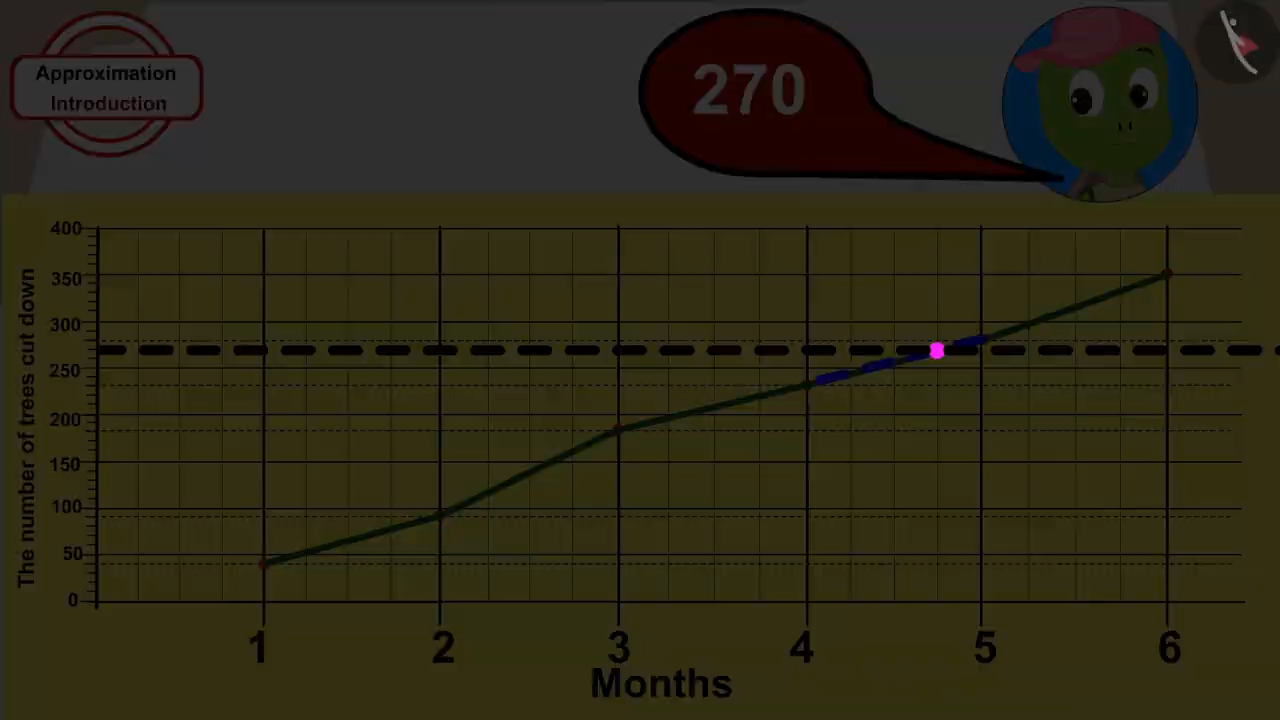 Approximation
Introduction
270
The number of trees cut down
400
350
300
250
200
150
100
50
0
1 2 3 4 5 6
Months